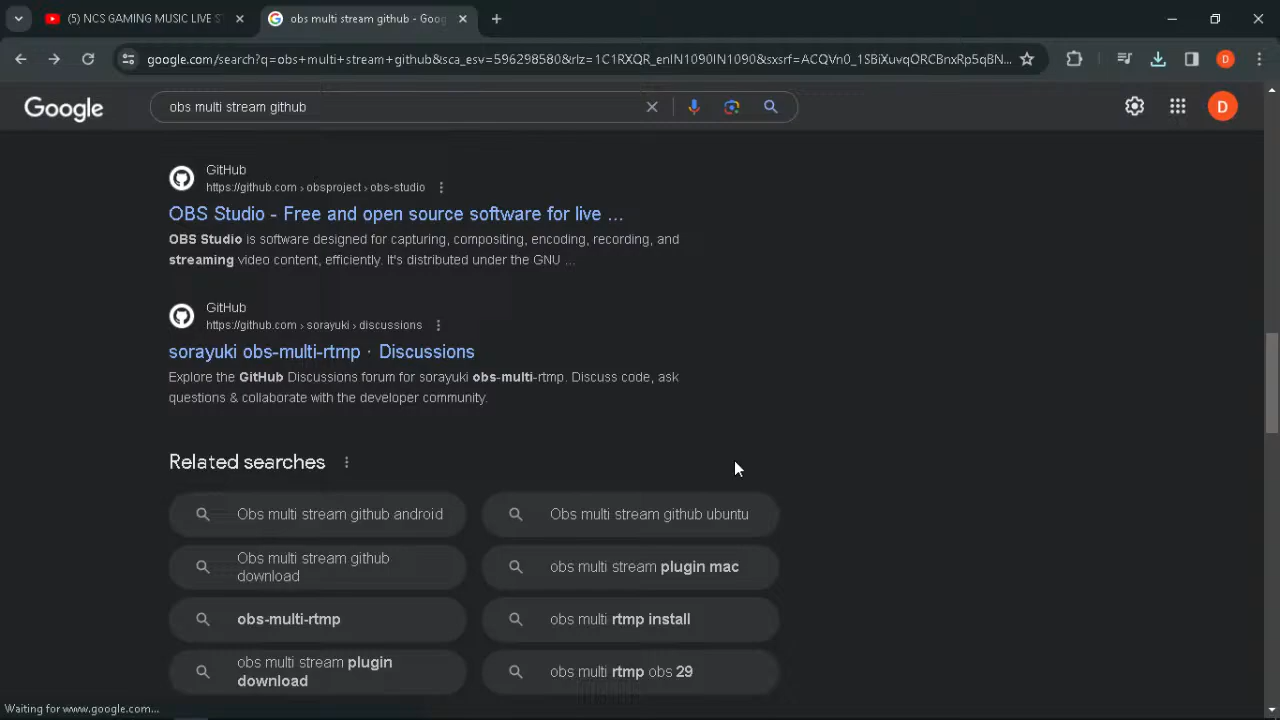 (5) NCS GAMING MUSIC LIVE S
obs multi stream github - Goog
google.com/search?q=obs+multi+stream+github&sca_esv=596298580&rlz=1C1RXQR_enIN1090IN1090&sxsrf=ACQVn0_1SBiXuvqORCBnxRp5qBN...
D
Google
obs multi stream github
D
GitHub
https://github.com › obsproject › obs-studio
OBS Studio - Free and open source software for live ...
OBS Studio is software designed for capturing, compositing, encoding, recording, and
streaming video content, efficiently. It's distributed under the GNU ...
GitHub
https://github.com › sorayuki › discussions
sorayuki obs-multi-rtmp · Discussions
Explore the GitHub Discussions forum for sorayuki obs-multi-rtmp. Discuss code, ask
questions & collaborate with the developer community.
Related searches
Obs multi stream github android
Obs multi stream github ubuntu
Obs multi stream github
download
obs multi stream plugin mac
obs-multi-rtmp
obs multi rtmp install
obs multi stream plugin
download
obs multi rtmp obs 29
Waiting for www.google.com...